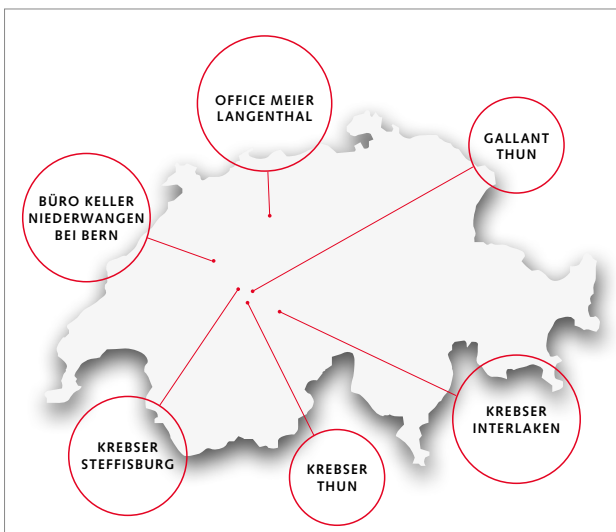 OFFICE MEIER
LANGENTHAL
GALLANT
THUN
BÜRO KELLER
NIEDERWANGEN
BEI BERN
KREBSER
INTERLAKEN
KREBSER
STEFFISBURG
KREBSER
THUN